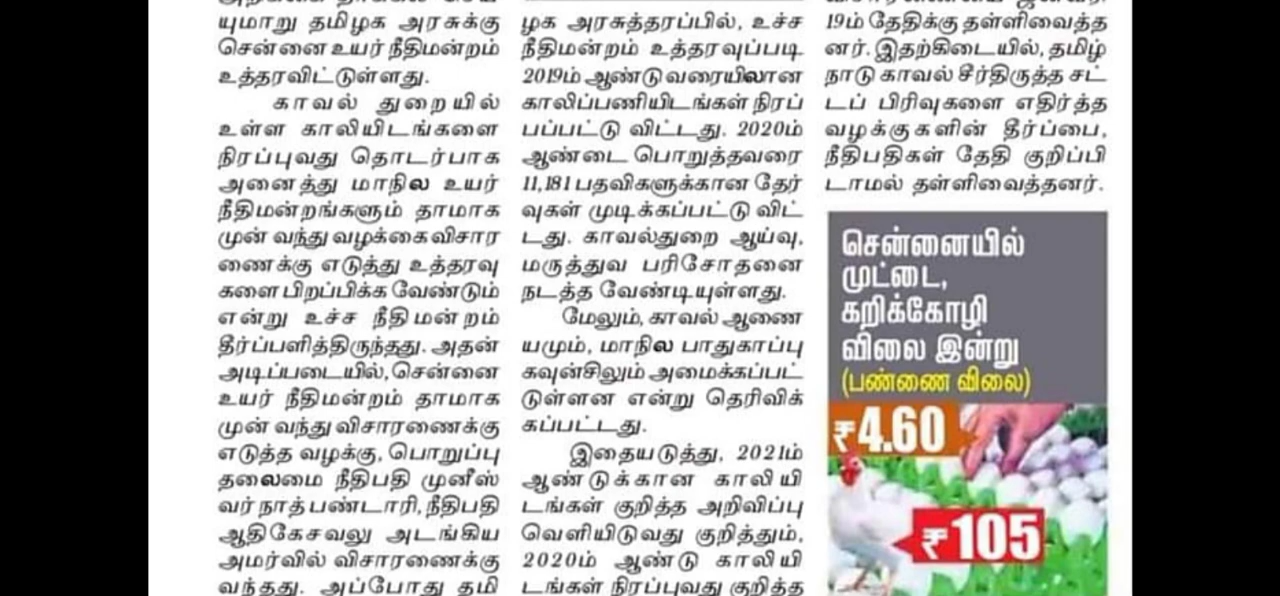 யுமாறு தமிழக அரசுக்கு
சென்னை உயர் நீதிமன்றம்
உத்தரவிட்டுள்ளது.
காவல் துறையில்
உள்ள காலியிடங்களை
நிரப்புவது தொடர்பாக
அனைத்து மாநில உயர்
நீதிமன்றங்களும் தாமாக
முன் வந்து வழக்கை விசார
ணைக்கு எடுத்து உத்தரவு
களை பிறப்பிக்க வேண்டும்
என்று உச்ச நீதிமன்றம்
தீர்ப்பளித்திருந்தது. அதன்
அடிப்படையில், சென்னை
உயர் நீதிமன்றம் தாமாக
முன் வந்து விசாரணைக்கு
எடுத்த வழக்கு, பொறுப்பு
தலைமை நீதிபதி முனீஸ்
வர் நாத் பண்டாரி, நீதிபதி
ஆதிகேசவலு அடங்கிய
அமர்வில் விசாரணைக்கு
வந்தது. அப்போது தமி
ழக அரசுத்தரப்பில், உச்ச
நீதிமன்றம் உத்தரவுப்படி
2019ம் ஆண்டு வரையிலான
காலிப்பணியிடங்கள் நிரப்
பப்பட்டு விட்டது. 2020ம்
ஆண்டை பொறுத்தவரை
11,181 பதவிகளுக்கான தேர்
வுகள் முடிக்கப்பட்டு விட்
டது. காவல்துறை ஆய்வு,
மருத்துவ பரிசோதனை
நடத்த வேண்டியுள்ளது.
மேலும், காவல் ஆணை
யமும், மாநில பாதுகாப்பு
கவுன்சிலும் அமைக்கப்பட்
டுள்ளன என்று தெரிவிக்
கப்பட்டது.
இதையடுத்து, 2021ம்
ஆண்டுக்கான காலியி
டங்கள் குறித்த அறிவிப்பு
வெளியிடுவது குறித்தும்,
2020ம் ஆண்டு காலியி
டங்கள் நிரப்புவது குறித்த
19ம் தேதிக்கு தள்ளிவைத்த
னர். இதற்கிடையில், தமிழ்
நாடு காவல் சீர்திருத்த சட்
டப் பிரிவுகளை எதிர்த்த
வழக்குகளின் தீர்ப்பை,
நீதிபதிகள் தேதி குறிப்பி
டாமல் தள்ளிவைத்தனர்.
சென்னையில்
முட்டை,
கறிக்கோழி
விலை இன்று
(பண்ணை விலை)
₹4.60
₹105